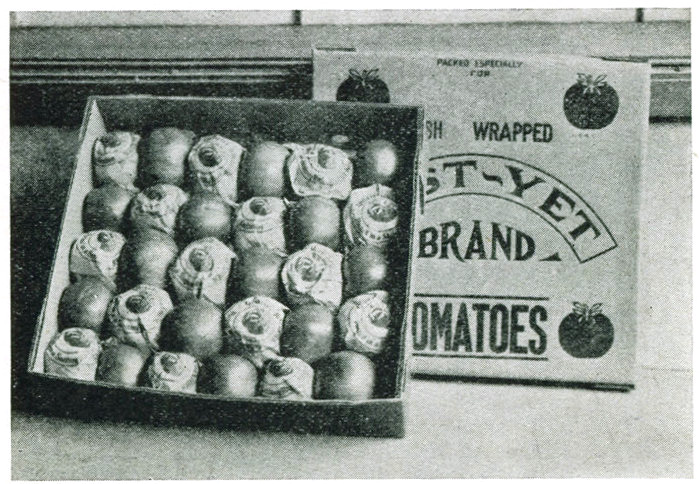 PACKED ESPECIALLY
FOR
SH WRAPPED
ST-YET
BRAND
OMATOES